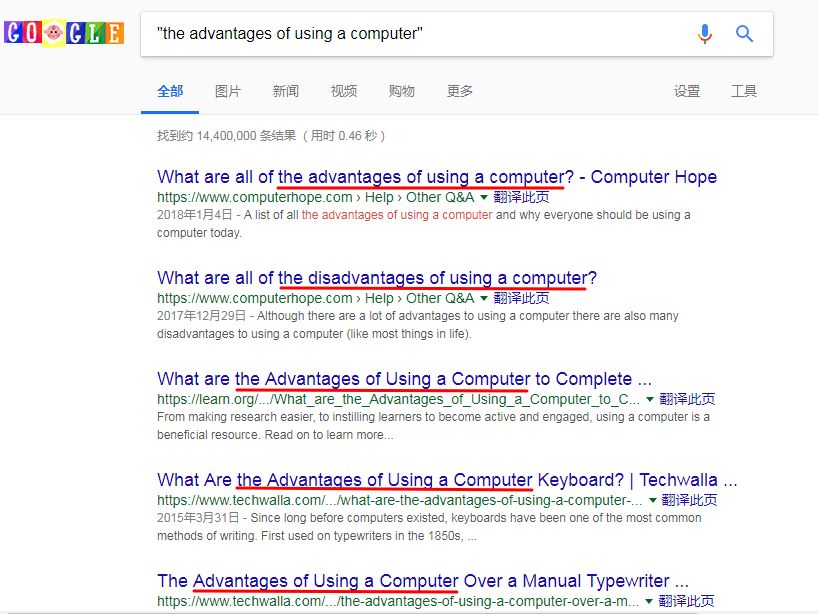 GOOGLE
"the advantages of using a computer"
全部 图片 新闻 视频 购物 更多 设置 工具
找到约 14,400,000 条结果 （用时 0.46 秒）
What are all of the advantages of using a computer? - Computer Hope
https://www.computerhope.com › Help › Other Q&A 翻译此页
2018年1月4日 - A list of all the advantages of using a computer and why everyone should be using a
computer today.
What are all of the disadvantages of using a computer?
https://www.computerhope.com › Help › Other Q&A 翻译此页
2017年12月29日 - Although there are a lot of advantages to using a computer there are also many
disadvantages to using a computer (like most things in life).
What are the Advantages of Using a Computer to Complete ...
https://learn.org/.../What_are_the_Advantages_of_Using_a_Computer_to_C... 翻译此页
From making research easier, to instilling learners to become active and engaged, using a computer is a
beneficial resource. Read on to learn more...
What Are the Advantages of Using a Computer Keyboard? | Techwalla ...
https://www.techwalla.com/.../what-are-the-advantages-of-using-a-computer-... 翻译此页
2015年3月31日 - Since long before computers existed, keyboards have been one of the most common
methods of writing. First used on typewriters in the 1850s, ...
The Advantages of Using a Computer Over a Manual Typewriter ...
https://www.techwalla.com/.../the-advantages-of-using-a-computer-over-a-m... 翻译此页